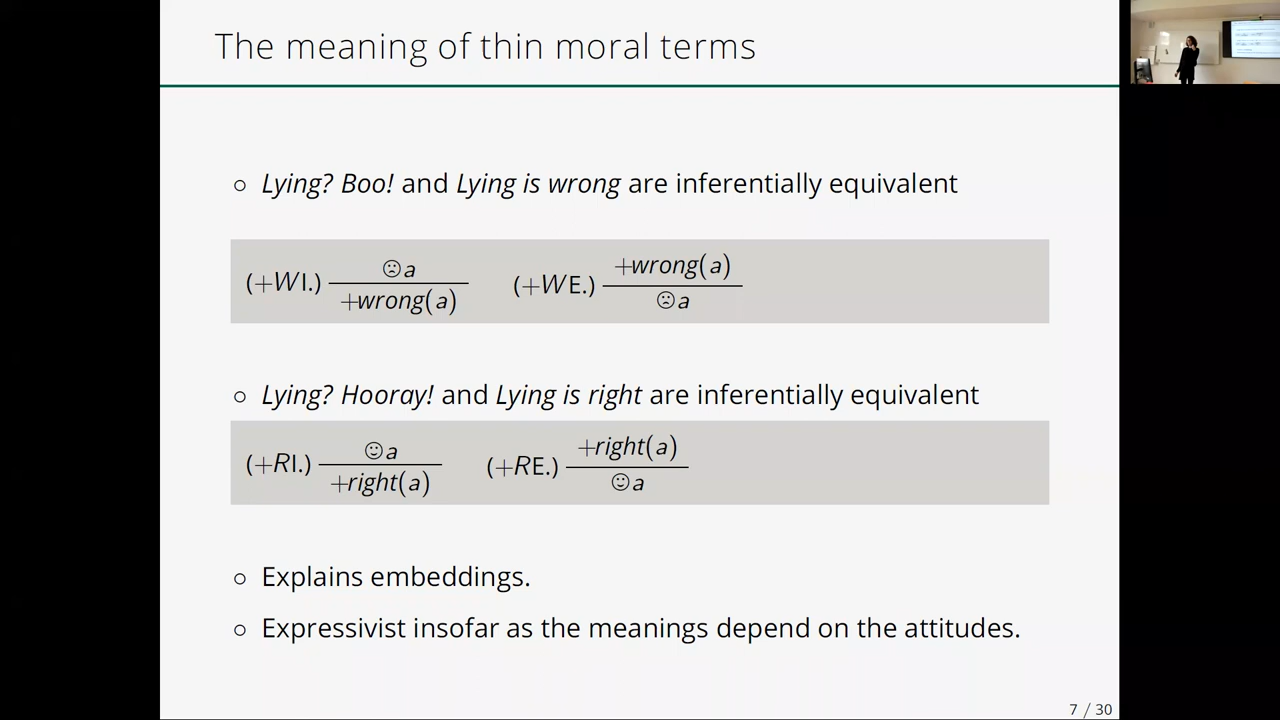 The meaning of thin moral terms
○ Lying? Boo! and Lying is wrong are inferentially equivalent
(+WI.) ☹a / +wrong(a) (+WE.) +wrong(a) / ☹a
○ Lying? Hooray! and Lying is right are inferentially equivalent
(+RI.) ☺a / +right(a) (+RE.) +right(a) / ☺a
○ Explains embeddings.
○ Expressivist insofar as the meanings depend on the attitudes.
7 / 30